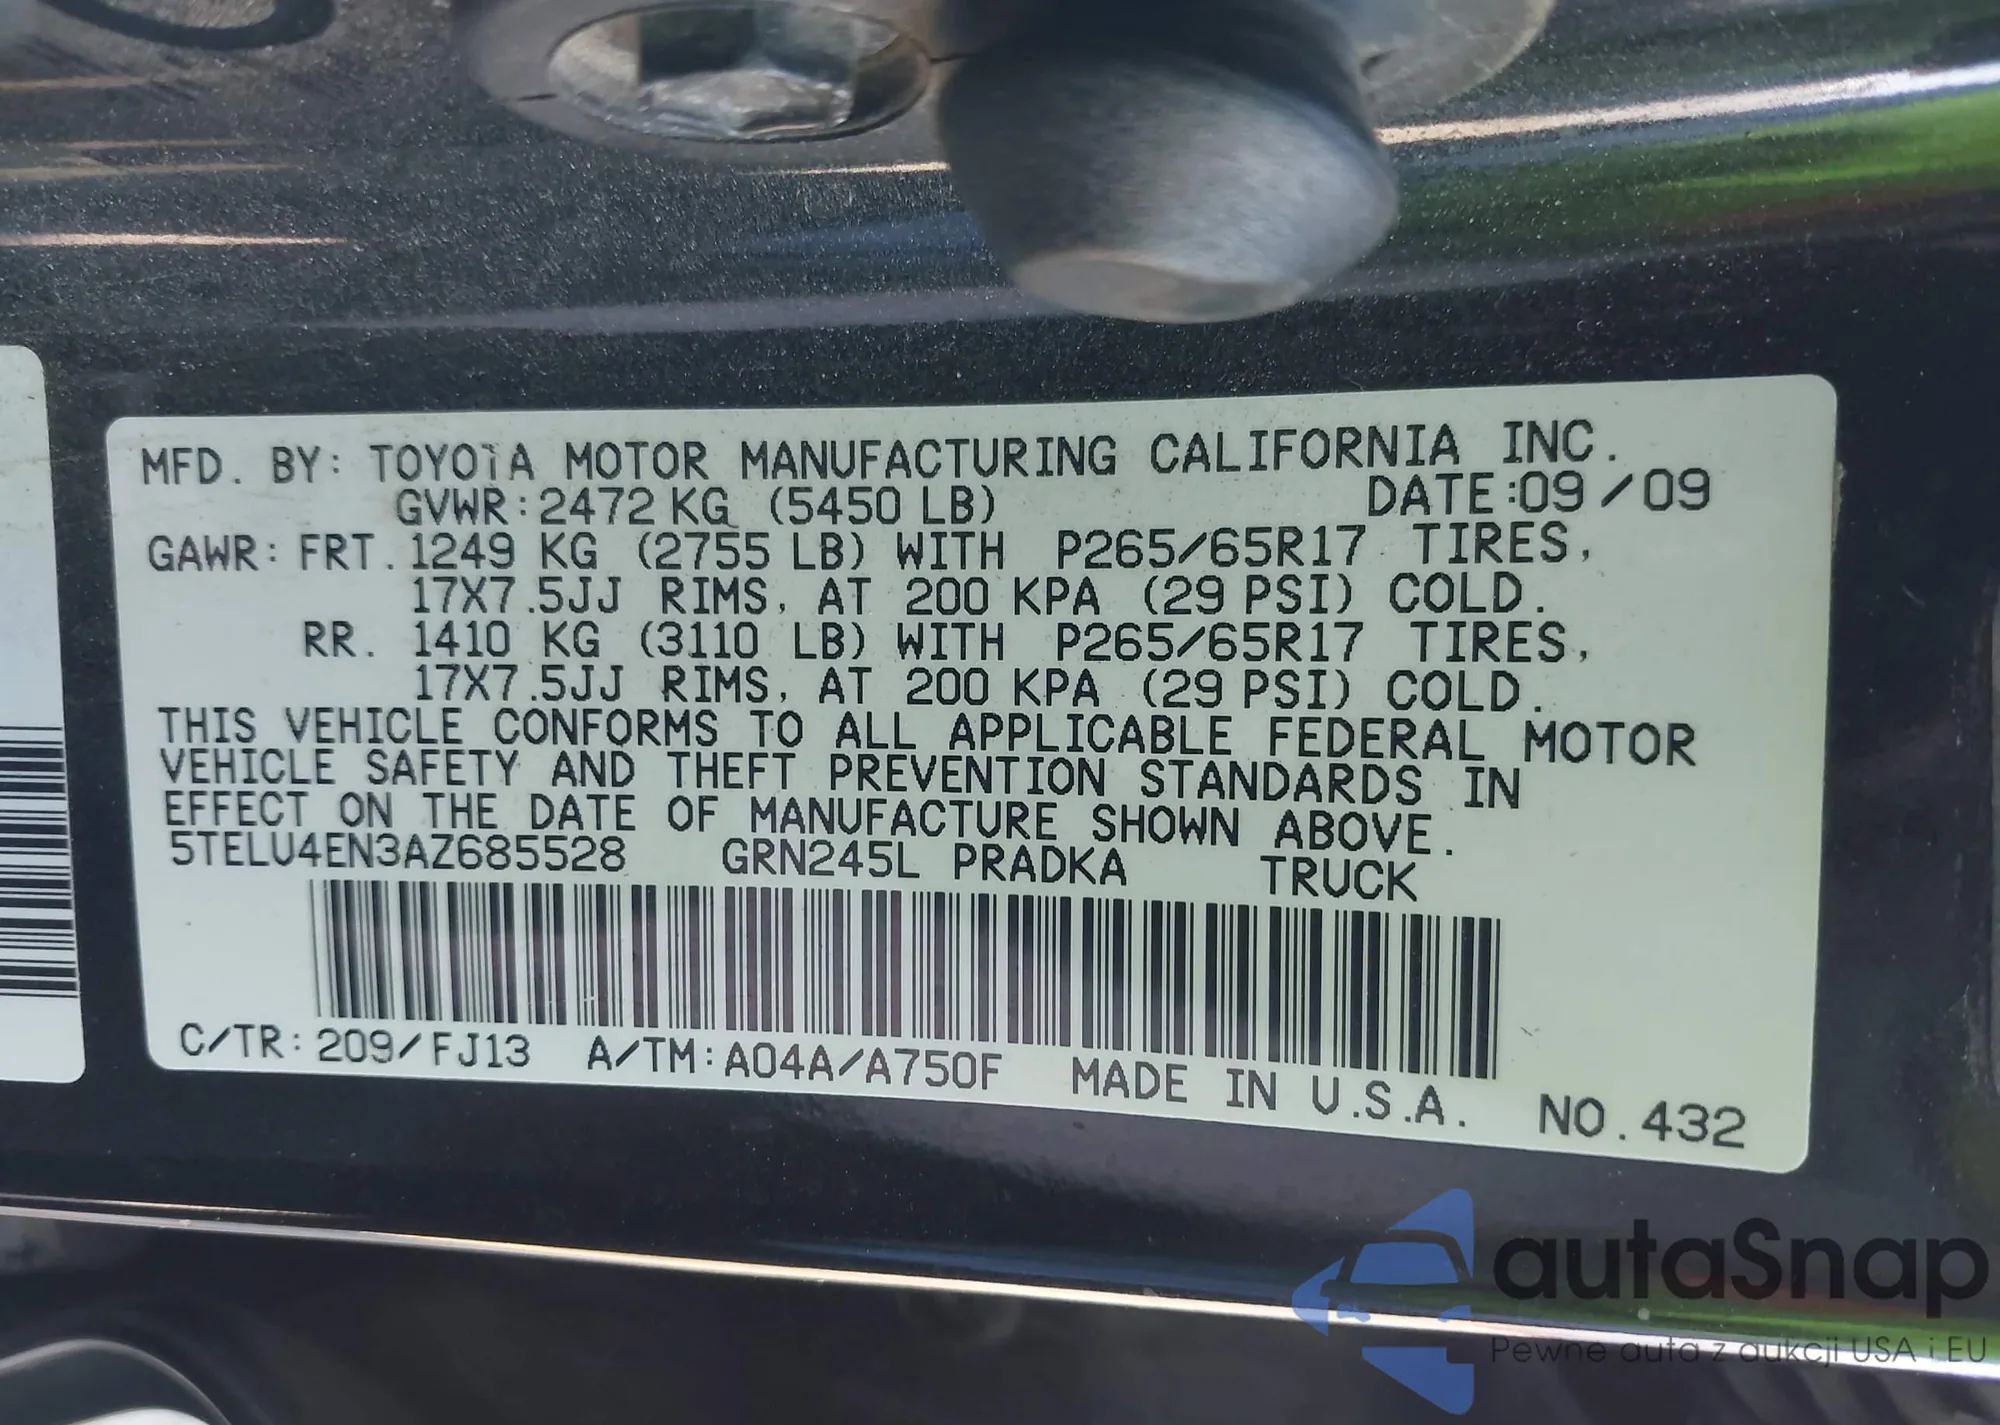 MFD. BY: TOYOTA MOTOR MANUFACTURING CALIFORNIA INC.
GVWR: 2472 KG (5450 LB) DATE: 09/09
GAWR: FRT. 1249 KG (2755 LB) WITH P265/65R17 TIRES,
17X7.5JJ RIMS, AT 200 KPA (29 PSI) COLD.
RR. 1410 KG (3110 LB) WITH P265/65R17 TIRES,
17X7.5JJ RIMS, AT 200 KPA (29 PSI) COLD.
THIS VEHICLE CONFORMS TO ALL APPLICABLE FEDERAL MOTOR
VEHICLE SAFETY AND THEFT PREVENTION STANDARDS IN
EFFECT ON THE DATE OF MANUFACTURE SHOWN ABOVE.
5TELU4EN3AZ685528 GRN245L PRADKA TRUCK
C/TR: 209/FJ13 A/TM: A04A/A750F MADE IN U.S.A. NO. 432
autaSnap
Pewne auta z aukcji USA i EU